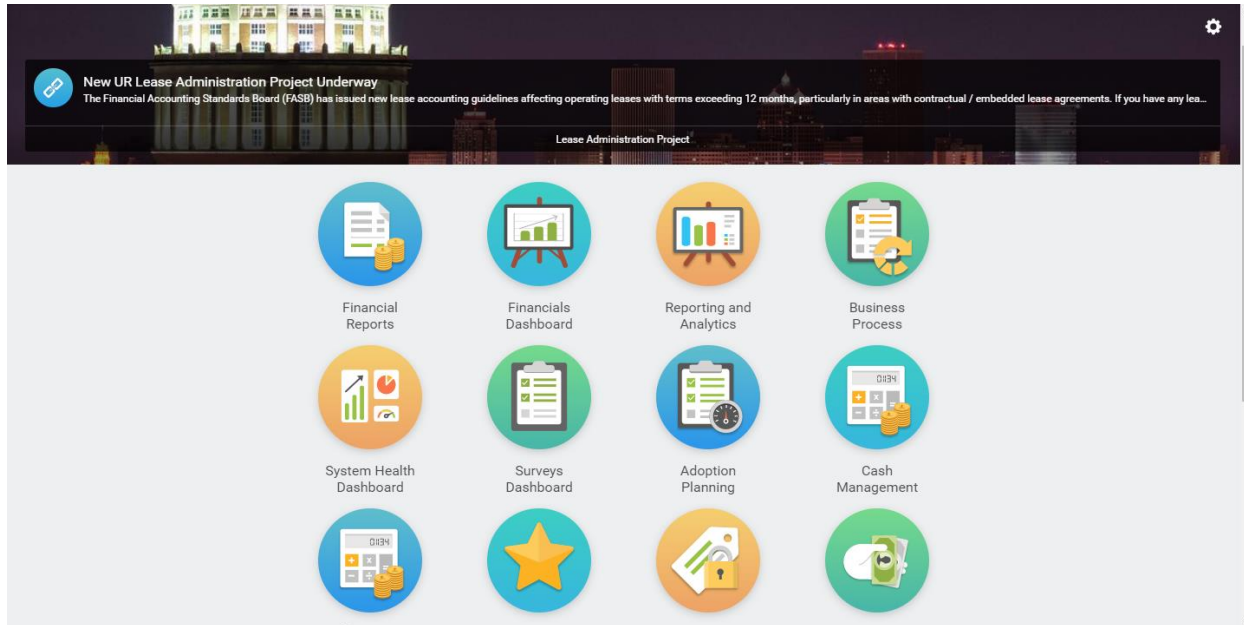 New UR Lease Administration Project Underway
The Financial Accounting Standards Board (FASB) has issued new lease accounting guidelines affecting operating leases with terms exceeding 12 months, particularly in areas with contractual / embedded lease agreements. If you have any lea...
Lease Administration Project
Financial
Reports
Financials
Dashboard
Reporting and
Analytics
Business
Process
System Health
Dashboard
Surveys
Dashboard
Adoption
Planning
01134
Cash
Management
01134